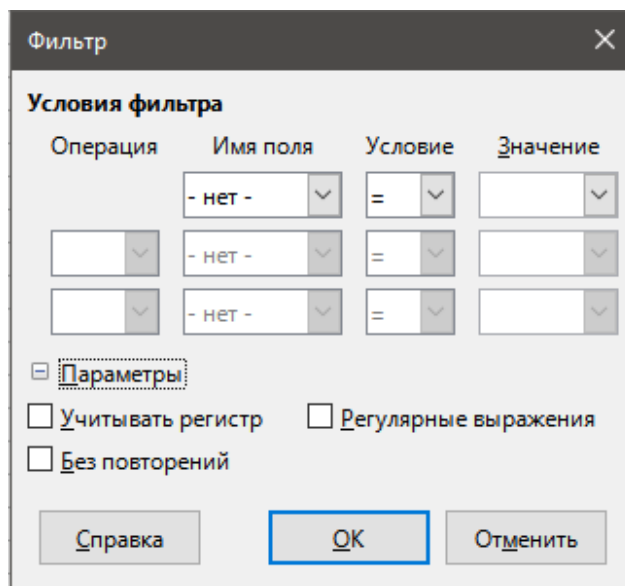 Фильтр
Условия фильтра
Операция Имя поля Условие Значение
- нет - =
- нет - =
- нет - =
Параметры
Учитывать регистр Регулярные выражения
Без повторений
Справка OK Отменить